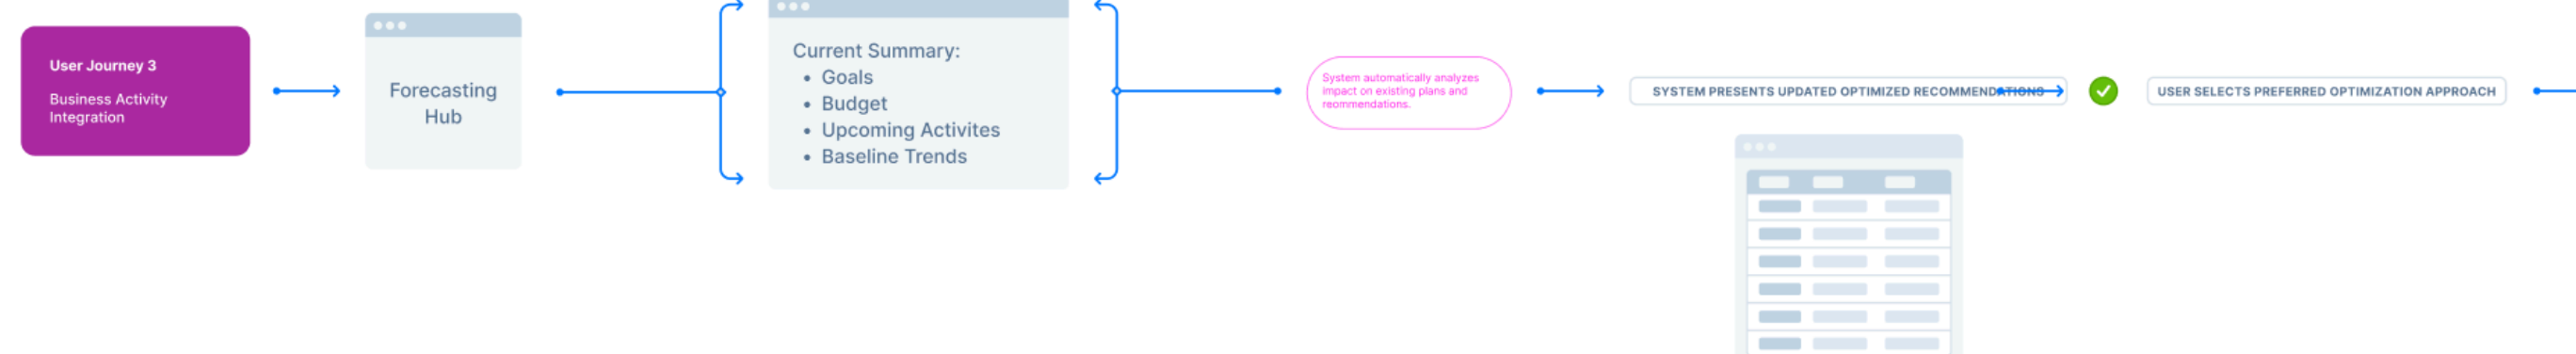 User Journey 3
Business Activity
Integration
Forecasting
Hub
Current Summary:
• Goals
• Budget
• Upcoming Activites
• Baseline Trends
System automatically analyzes
impact on existing plans and
reommendations.
SYSTEM PRESENTS UPDATED OPTIMIZED RECOMMENDATIONS
USER SELECTS PREFERRED OPTIMIZATION APPROACH